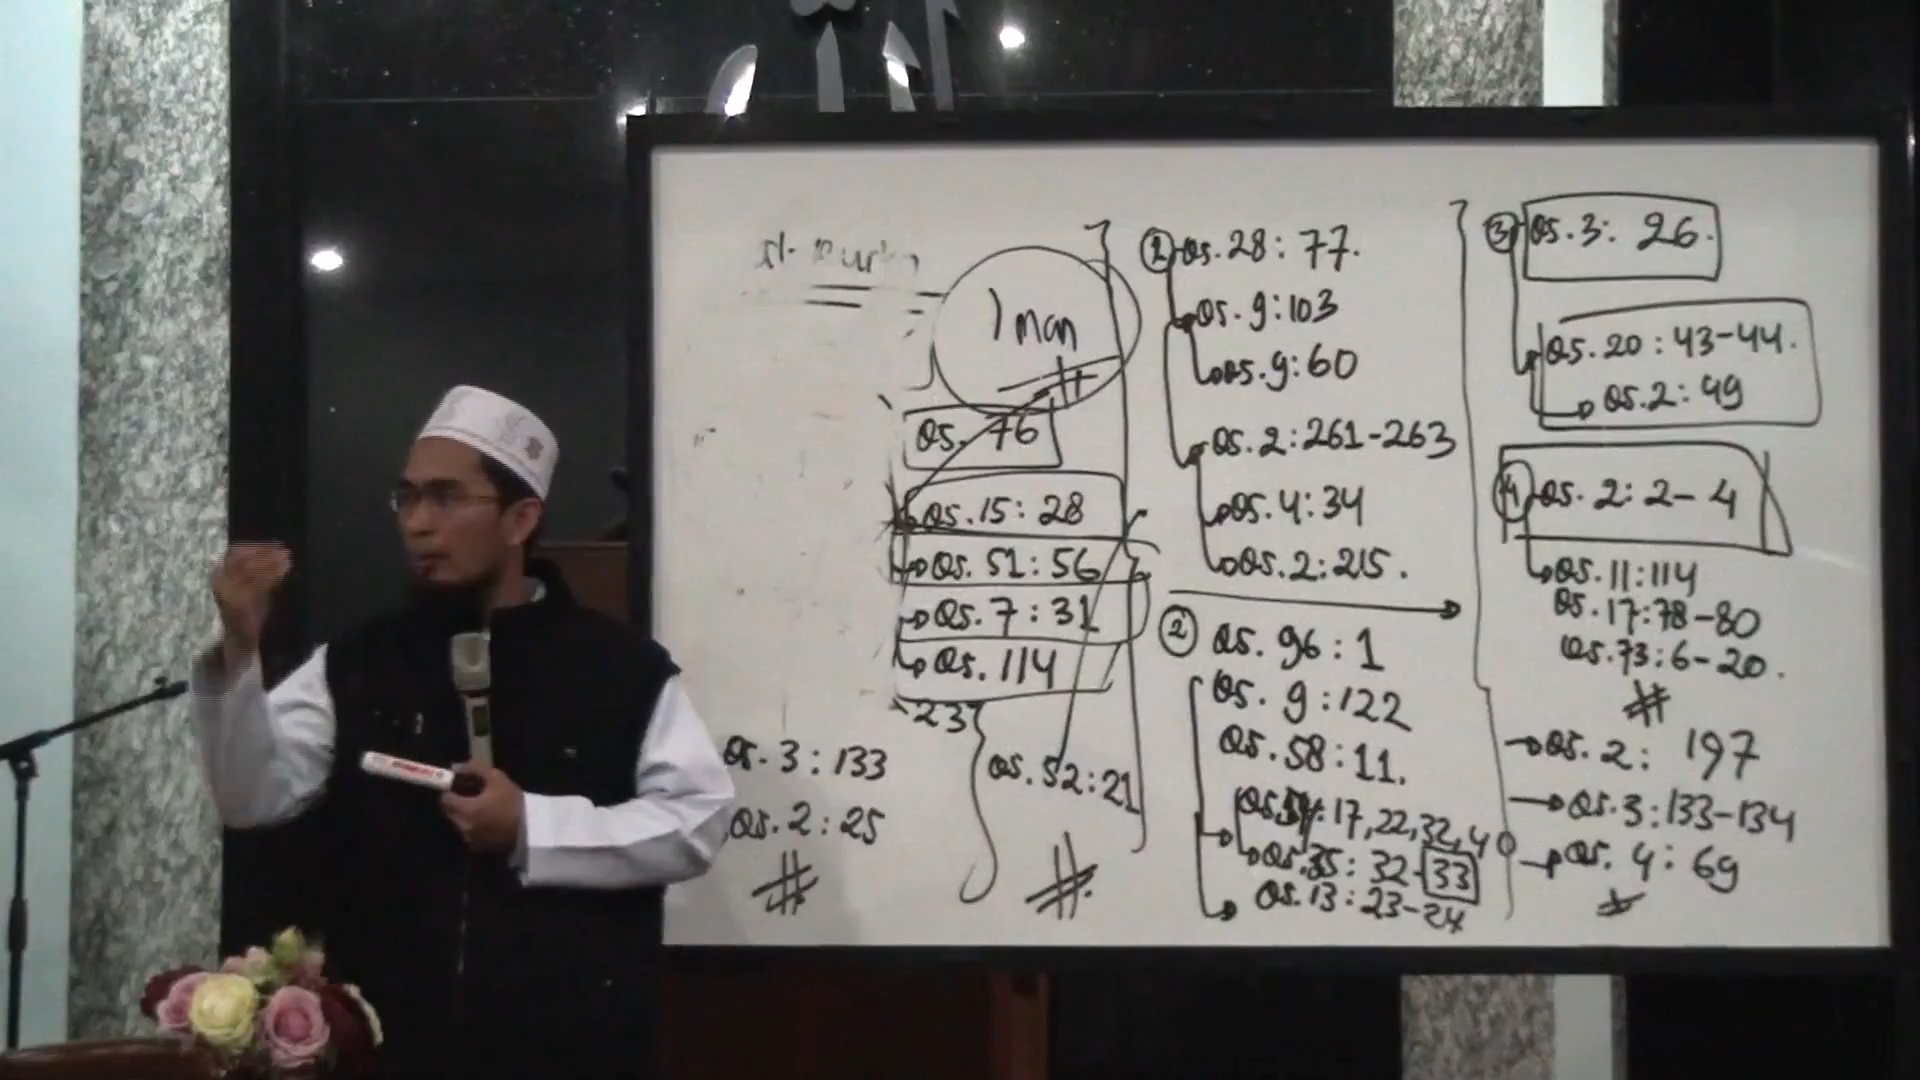 Iman
QS. 76
QS. 15: 28
QS. 51: 56
QS. 7: 31
QS. 114
23
QS. 3: 133
QS. 2: 25
#
QS. 52: 21
#
① QS. 28: 77.
QS. 9: 103
QS. 9: 60
QS. 2: 261-263
QS. 4: 34
QS. 2: 215.
② QS. 96: 1
QS. 9: 122
QS. 58: 11.
17, 22, 32, 40
QS. 35: 32-33
QS. 13: 23-24
③ QS. 3: 26.
QS. 20: 43-44.
QS. 2: 49
④ QS. 2: 2-4
QS. 11: 114
QS. 17: 78-80
QS. 73: 6-20.
#
QS. 2: 197
QS. 3: 133-134
QS. 4: 69
#